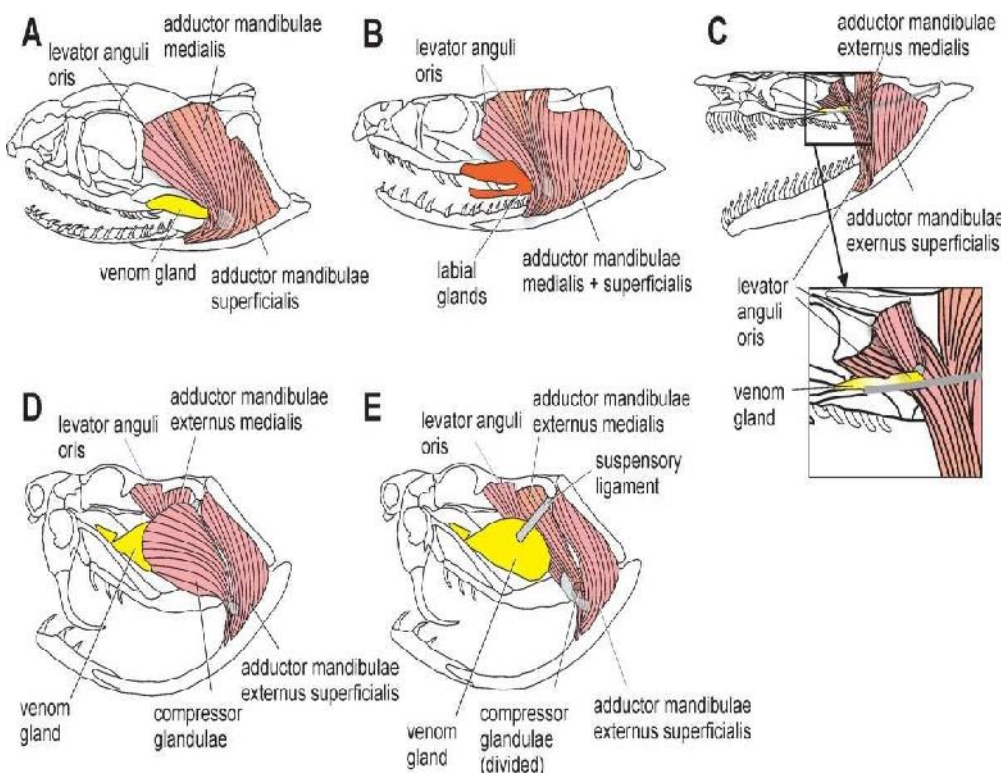 A
adductor mandibulae
medialis
levator anguli
oris
venom gland
adductor mandibulae
superficialis
B
levator anguli
oris
labial
glands
adductor mandibulae
medialis + superficialis
C
adductor mandibulae
externus medialis
adductor mandibulae
exernus superficialis
levator
anguli
oris
venom
gland
D
adductor mandibulae
externus medialis
levator anguli
oris
venom
gland
compressor
glandulae
adductor mandibulae
externus superficialis
E
adductor mandibulae
externus medialis
levator anguli
oris
suspensory
ligament
venom
gland
compressor
glandulae
(divided)
adductor mandibulae
externus superficialis